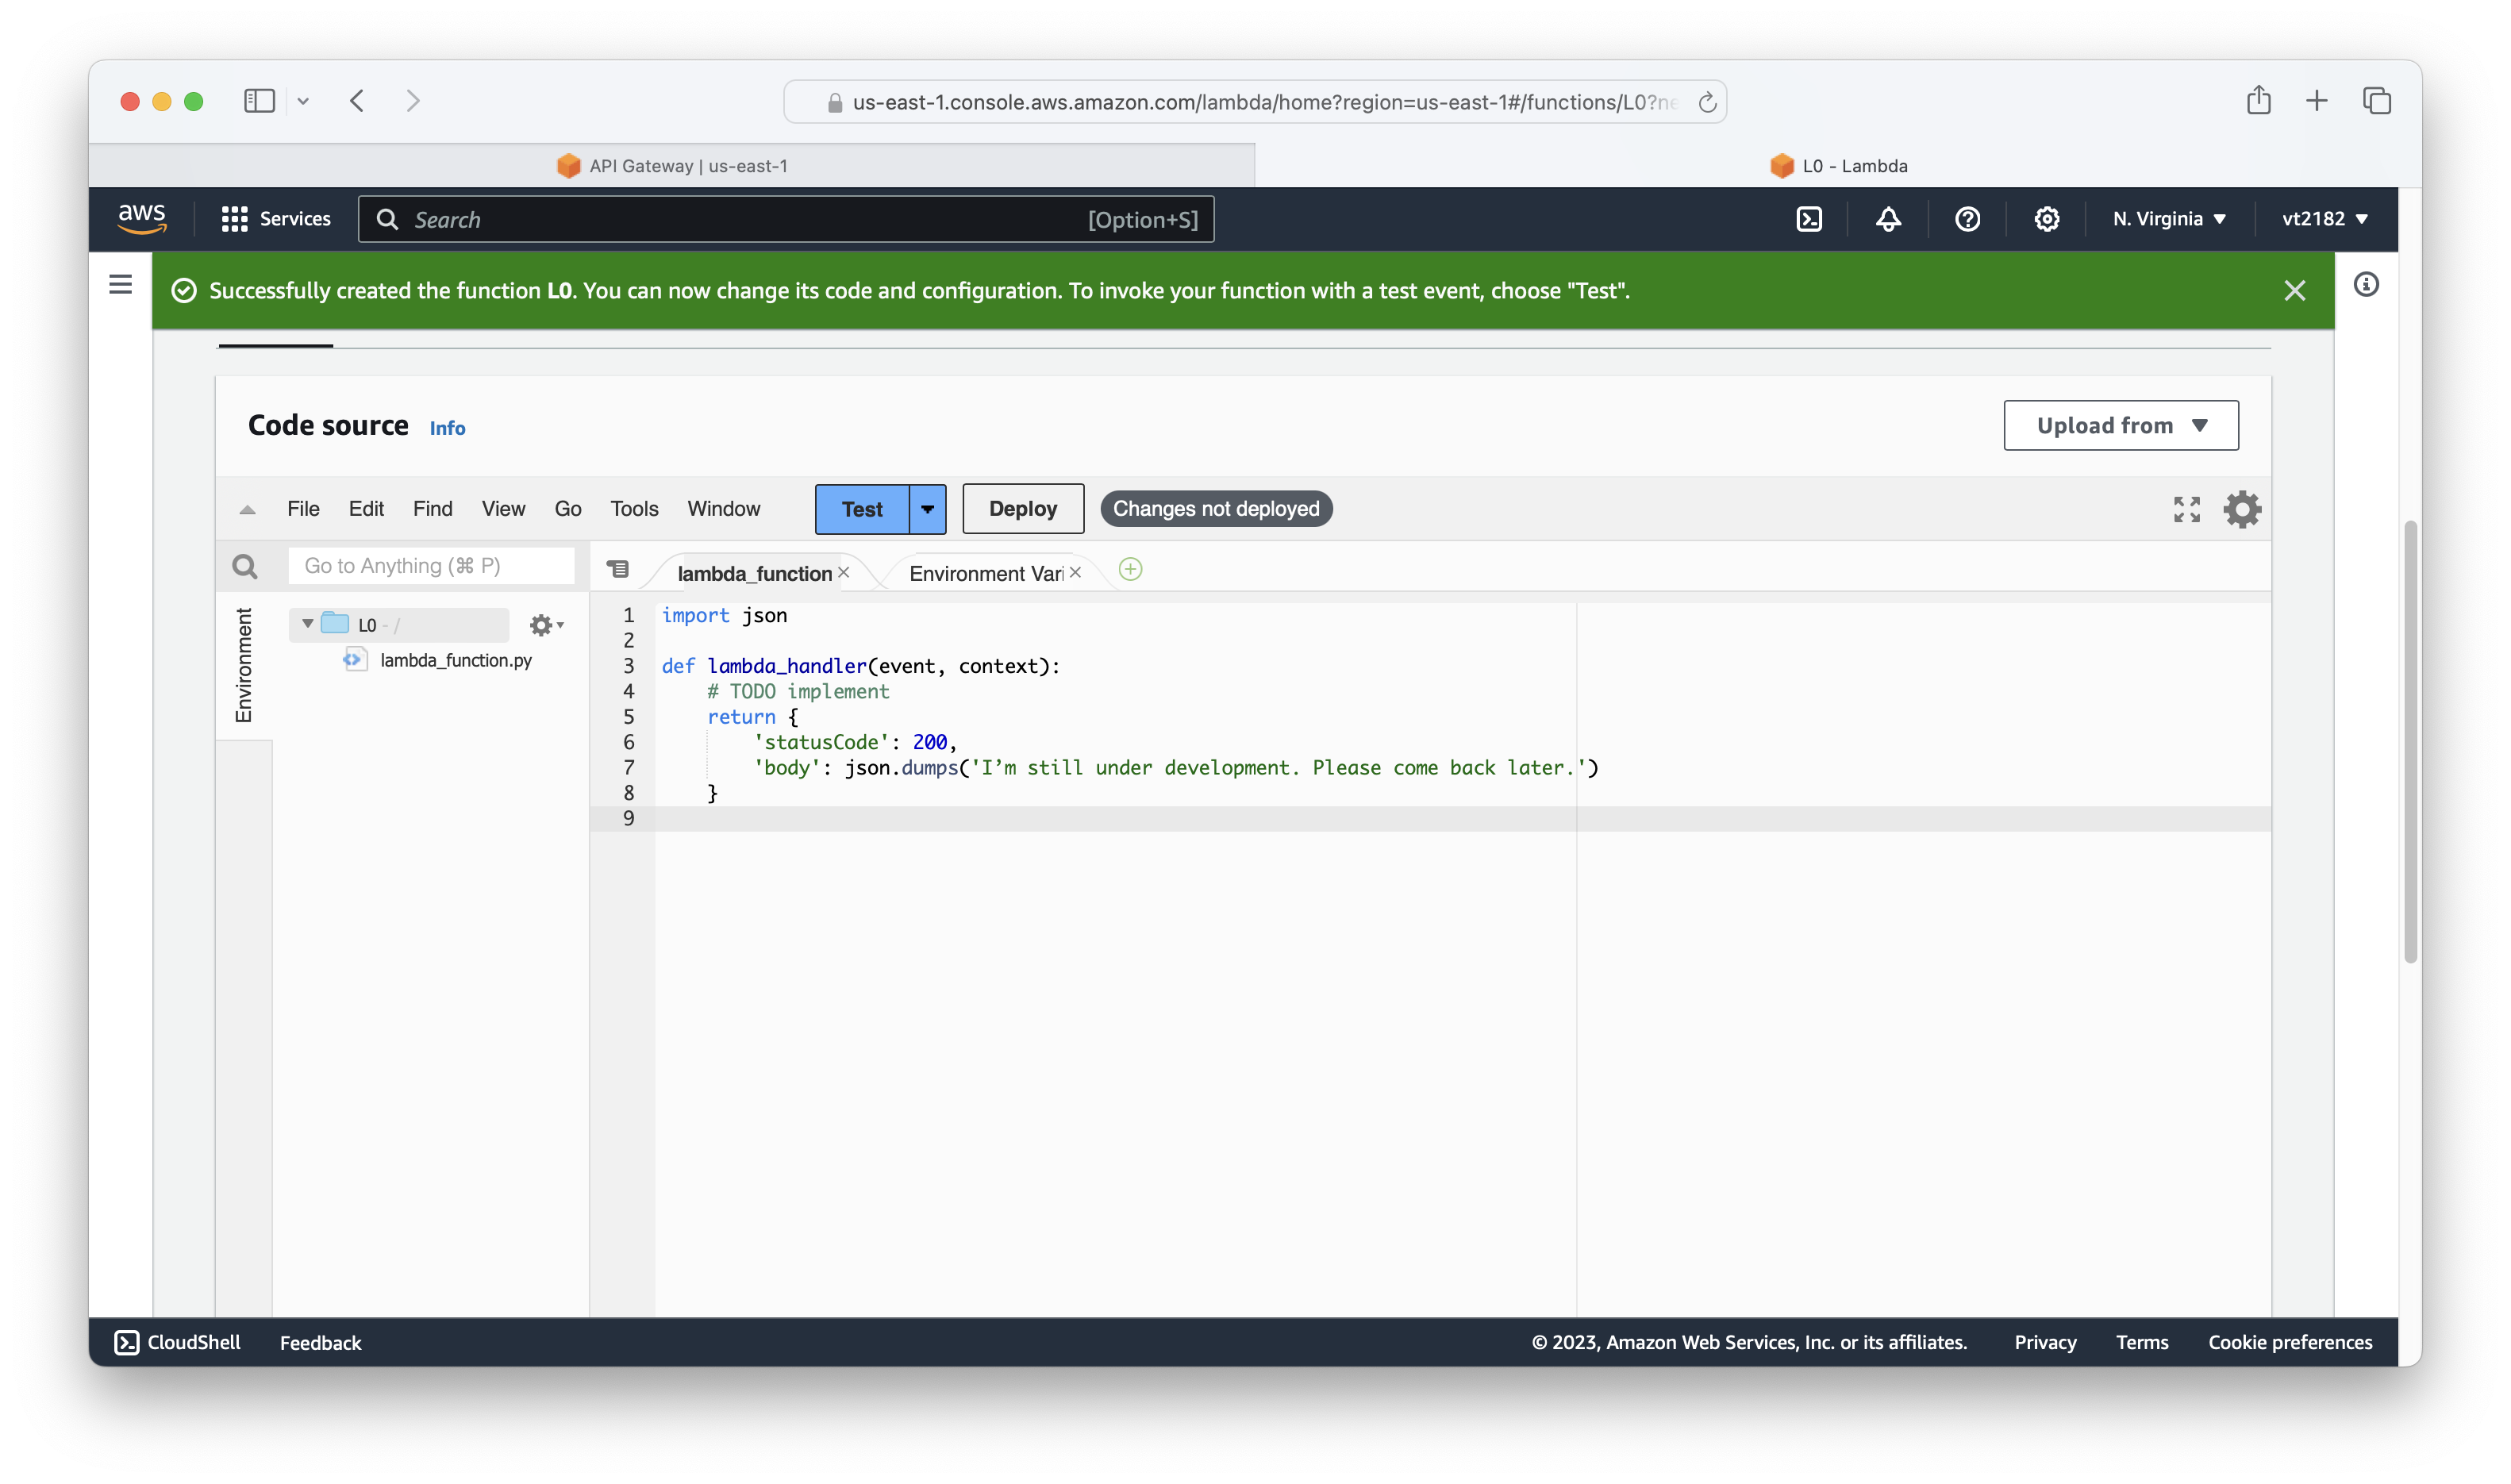 us-east-1.console.aws.amazon.com/lambda/home?region=us-east-1#/functions/L0?ne
API Gateway | us-east-1
L0 - Lambda
aws
Services
Search
[Option+S]
N. Virginia
vt2182
Successfully created the function L0. You can now change its code and configuration. To invoke your function with a test event, choose "Test".
Code source Info
Upload from
File Edit Find View Go Tools Window
Test
Deploy
Changes not deployed
Go to Anything (⌘ P)
lambda_function
Environment Vari
Environment
L0 - /
lambda_function.py
1 import json
2
3 def lambda_handler(event, context):
4     # TODO implement
5     return {
6         'statusCode': 200,
7         'body': json.dumps('I’m still under development. Please come back later.')
8     }
9
CloudShell
Feedback
© 2023, Amazon Web Services, Inc. or its affiliates.
Privacy
Terms
Cookie preferences